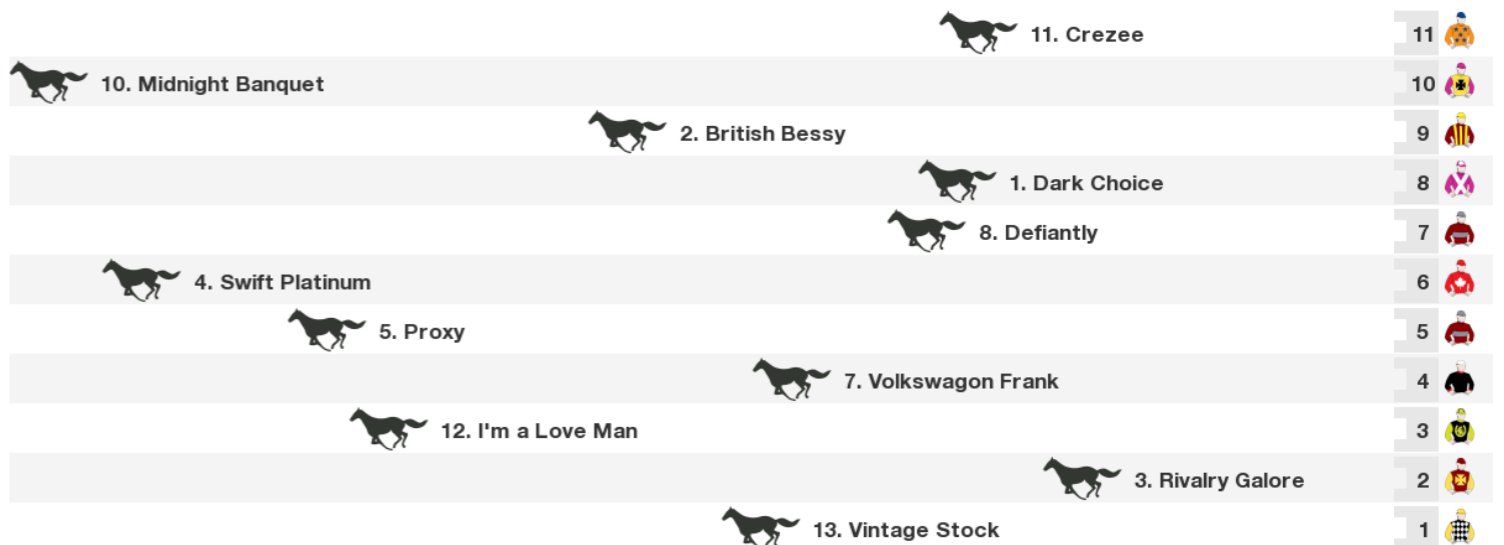 11. Crezee 11
10. Midnight Banquet 10
2. British Bessy 9
1. Dark Choice 8
8. Defiantly 7
4. Swift Platinum 6
5. Proxy 5
7. Volkswagon Frank 4
12. I'm a Love Man 3
3. Rivalry Galore 2
13. Vintage Stock 1